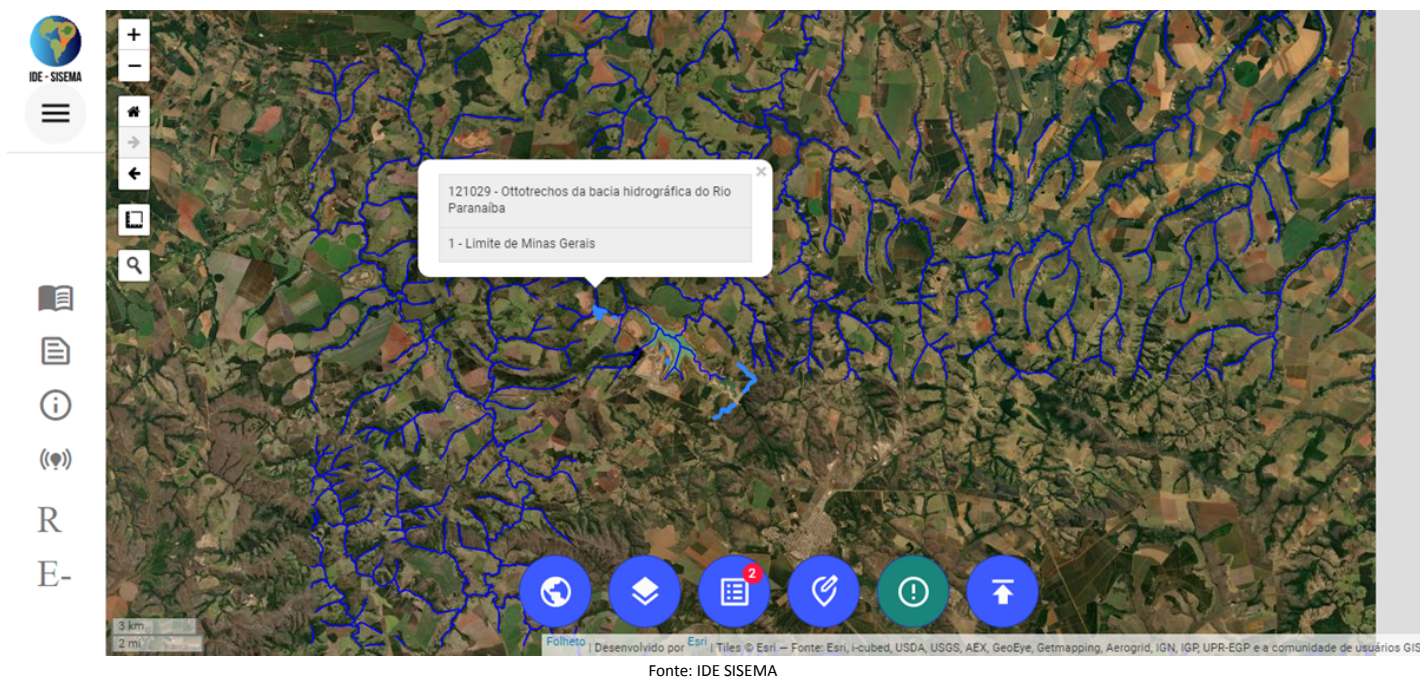 IDE - SISEMA
+
−
121029 - Ottotrechos da bacia hidrográfica do Rio
Paranaíba
×
1 - Limite de Minas Gerais
R
E-
2
3 km
2 mi
Folheto | Desenvolvido por Esri | Tiles © Esri — Fonte: Esri, i-cubed, USDA, USGS, AEX, GeoEye, Getmapping, Aerogrid, IGN, IGP, UPR-EGP e a comunidade de usuários GIS
Fonte: IDE SISEMA